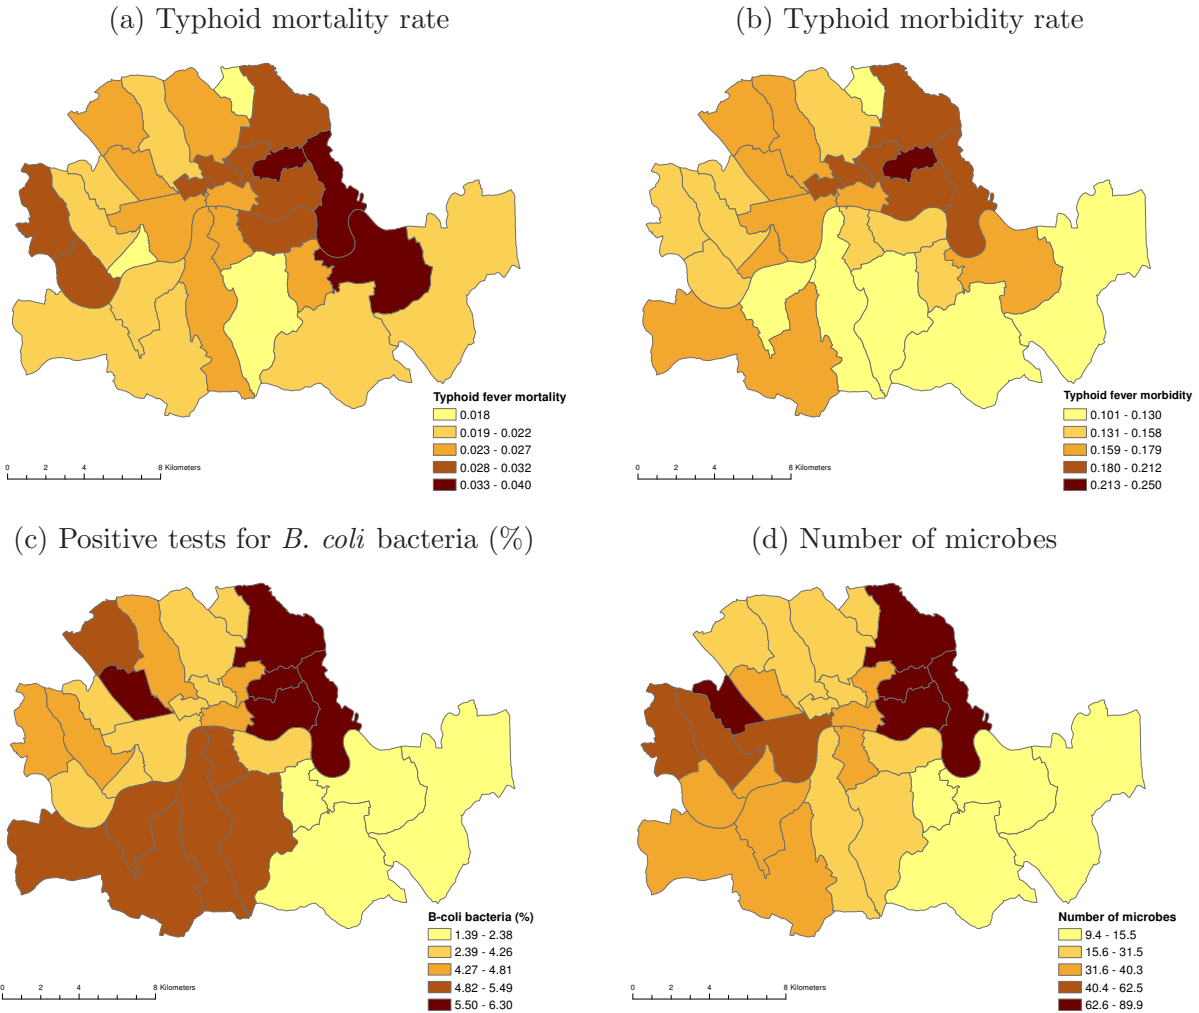 (a) Typhoid mortality rate
(b) Typhoid morbidity rate
Typhoid fever mortality
0.018
0.019 - 0.022
0.023 - 0.027
0.028 - 0.032
0.033 - 0.040
0 2 4 8 Kilometers
Typhoid fever morbidity
0.101 - 0.130
0.131 - 0.158
0.159 - 0.179
0.180 - 0.212
0.213 - 0.250
0 2 4 8 Kilometers
(c) Positive tests for B. coli bacteria (%)
(d) Number of microbes
B-coli bacteria (%)
1.39 - 2.38
2.39 - 4.26
4.27 - 4.81
4.82 - 5.49
5.50 - 6.30
0 2 4 8 Kilometers
Number of microbes
9.4 - 15.5
15.6 - 31.5
31.6 - 40.3
40.4 - 62.5
62.6 - 89.9
0 2 4 8 Kilometers